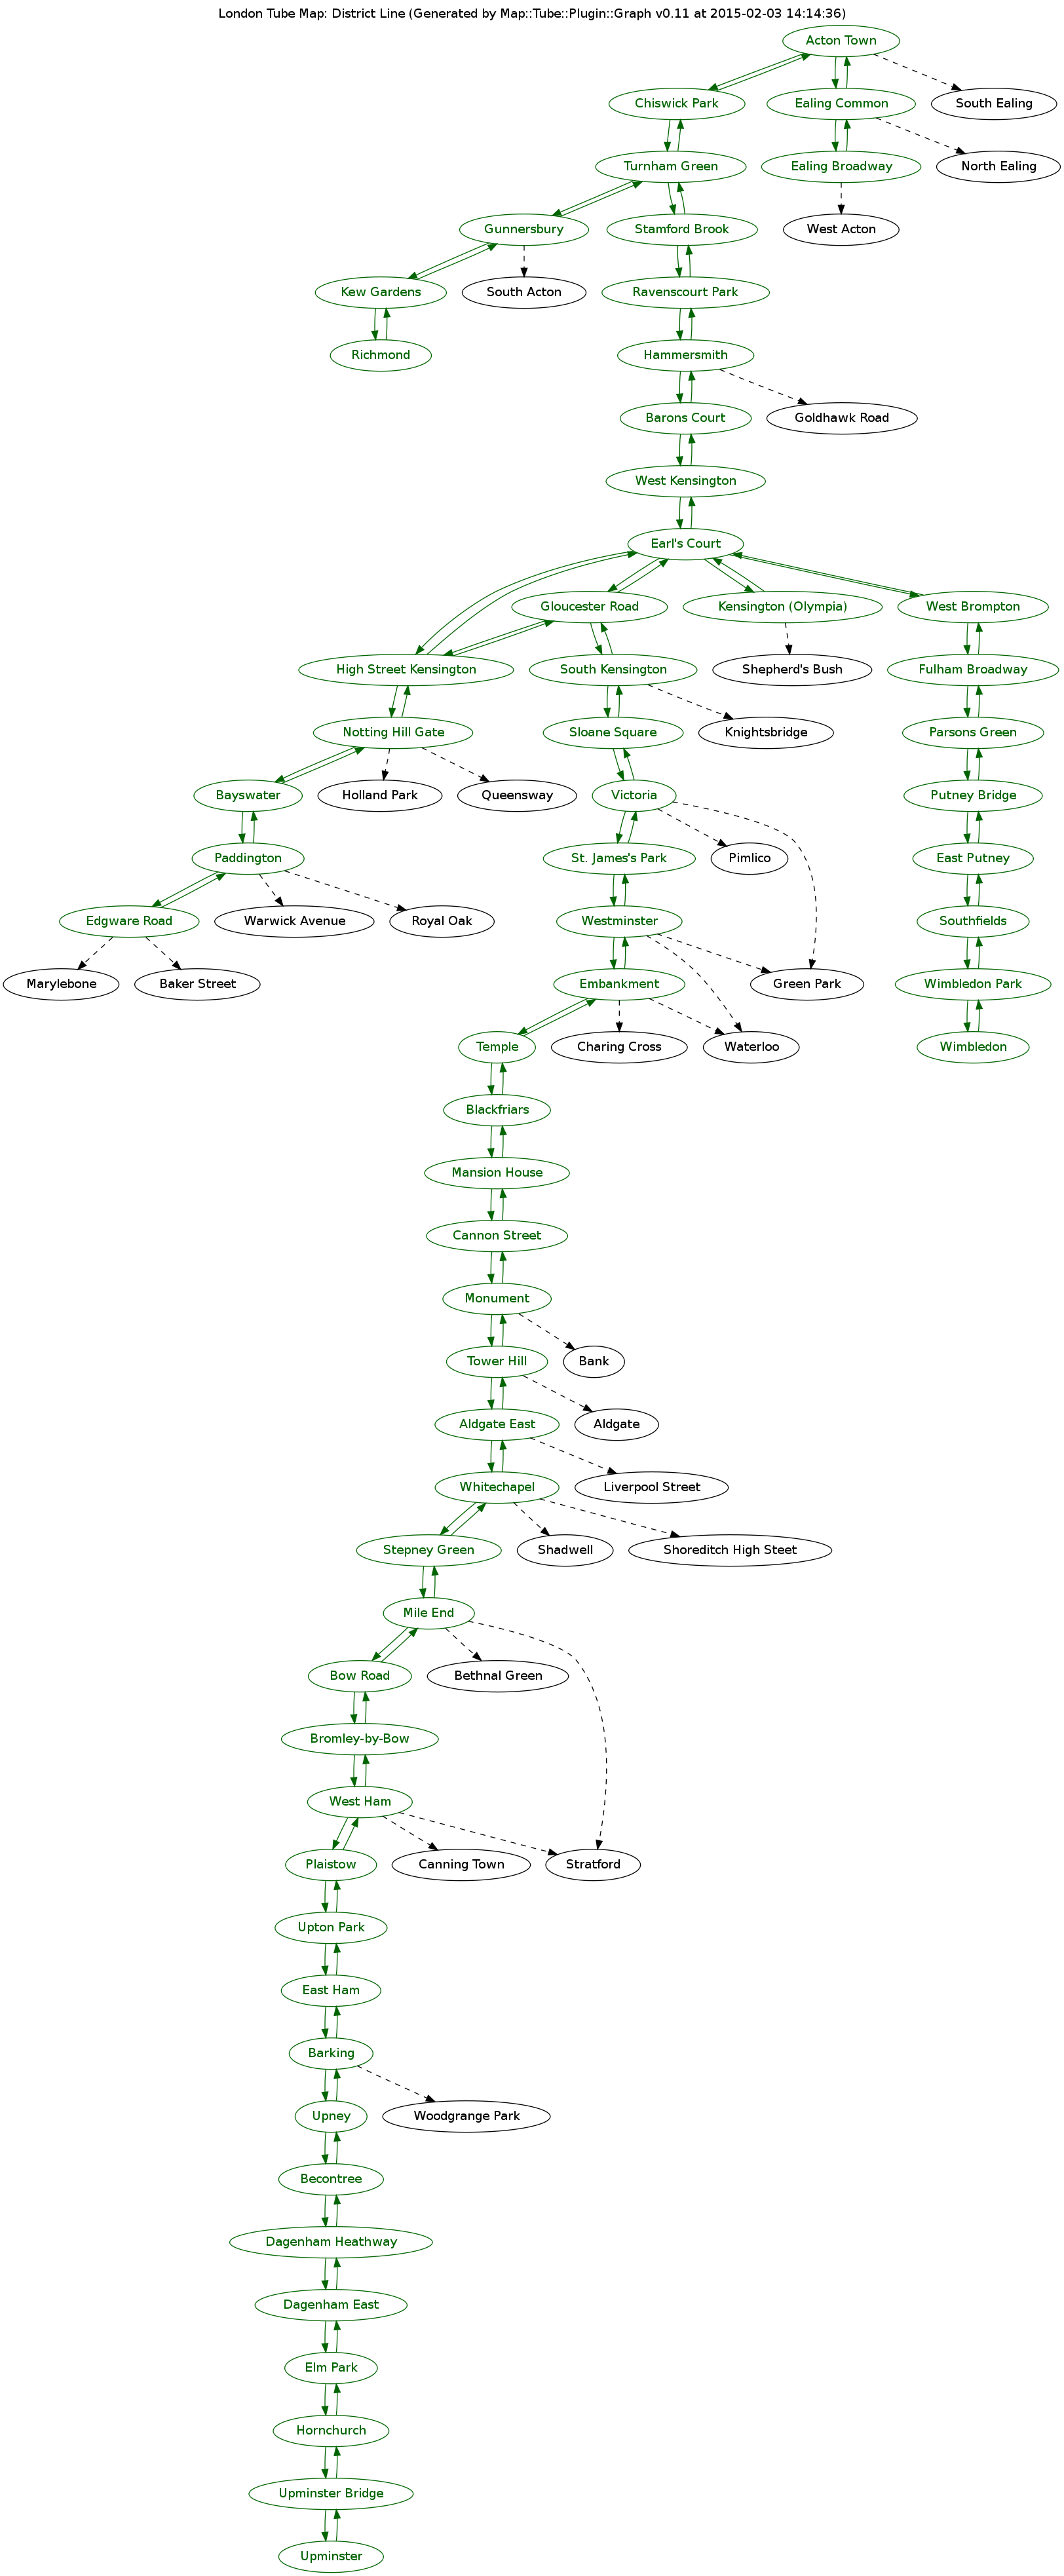 London Tube Map: District Line (Generated by Map::Tube::Plugin::Graph v0.11 at 2015-02-03 14:14:36)
Acton Town
Chiswick Park
Ealing Common
South Ealing
Turnham Green
Ealing Broadway
North Ealing
Gunnersbury
Stamford Brook
West Acton
Kew Gardens
South Acton
Ravenscourt Park
Richmond
Hammersmith
Barons Court
Goldhawk Road
West Kensington
Earl's Court
Gloucester Road
Kensington (Olympia)
West Brompton
High Street Kensington
South Kensington
Shepherd's Bush
Fulham Broadway
Notting Hill Gate
Sloane Square
Knightsbridge
Parsons Green
Bayswater
Holland Park
Queensway
Victoria
Putney Bridge
Paddington
St. James's Park
Pimlico
East Putney
Edgware Road
Warwick Avenue
Royal Oak
Westminster
Southfields
Marylebone
Baker Street
Embankment
Green Park
Wimbledon Park
Temple
Charing Cross
Waterloo
Wimbledon
Blackfriars
Mansion House
Cannon Street
Monument
Tower Hill
Bank
Aldgate East
Aldgate
Whitechapel
Liverpool Street
Stepney Green
Shadwell
Shoreditch High Steet
Mile End
Bow Road
Bethnal Green
Bromley-by-Bow
West Ham
Plaistow
Canning Town
Stratford
Upton Park
East Ham
Barking
Upney
Woodgrange Park
Becontree
Dagenham Heathway
Dagenham East
Elm Park
Hornchurch
Upminster Bridge
Upminster